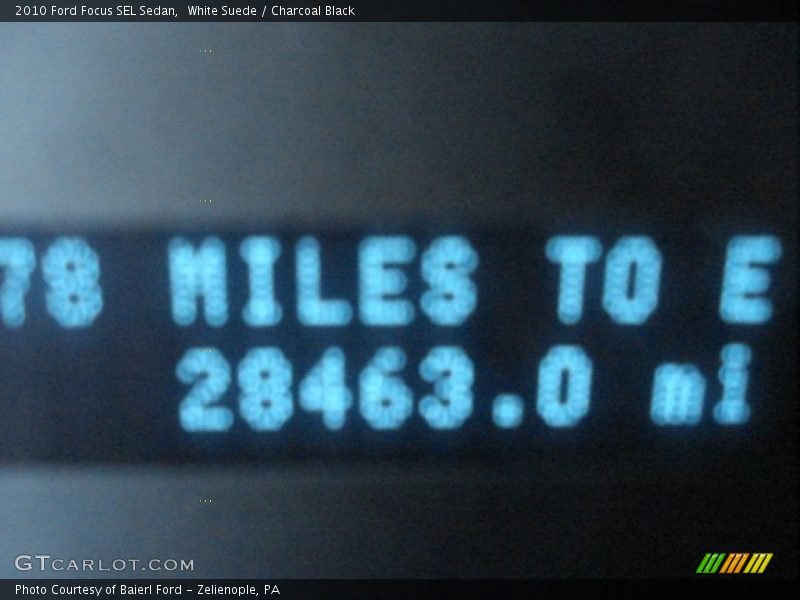 2010 Ford Focus SEL Sedan, White Suede / Charcoal Black
78 MILES TO E
28463.0 mi
GTCARLOT.COM
Photo Courtesy of Baierl Ford - Zelienople, PA